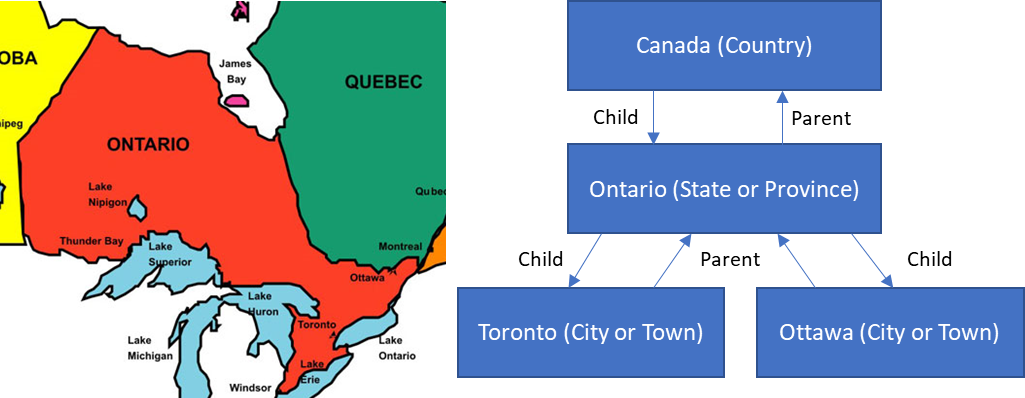 OBA
nipeg
James
Bay
QUEBEC
ONTARIO
Lake
Nipigon
Quebec
Thunder Bay
Lake
Superior
Montreal
Ottawa
Lake
Huron
Toronto
Lake
Michigan
Lake
Ontario
Lake
Erie
Windsor
Canada (Country)
Child
Parent
Ontario (State or Province)
Child
Parent
Child
Toronto (City or Town)
Ottawa (City or Town)